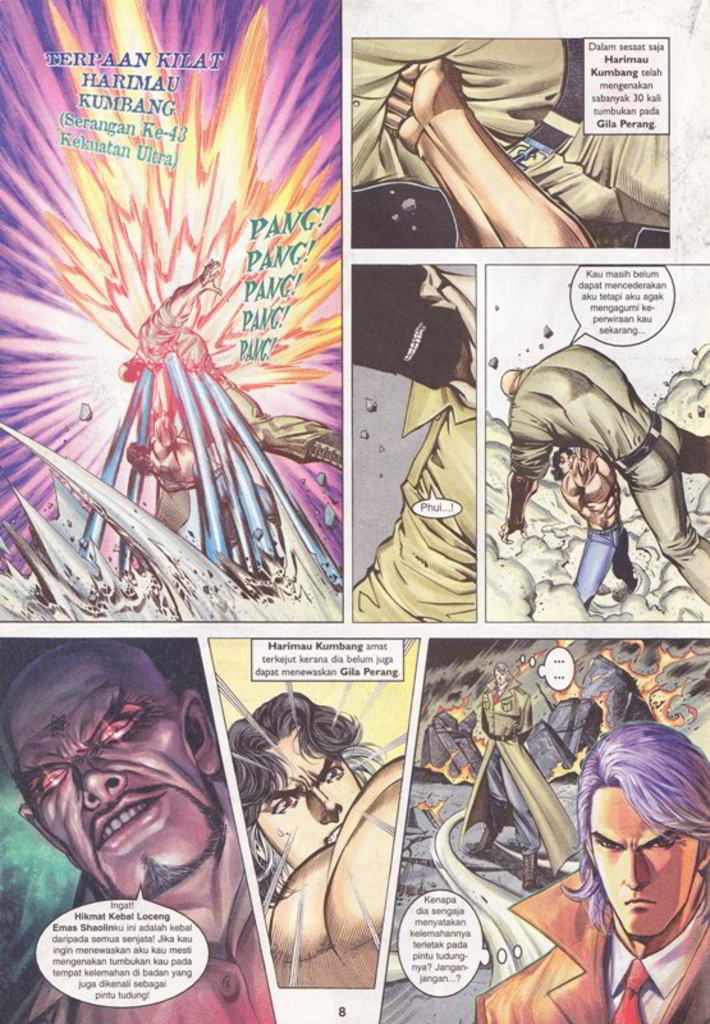 TERPAAN KILAT
HARIMAU
KUMBANG
(Serangan Ke-43
Kekuatan Ultra)
PANG!
PANG!
PANG!
PANG!
PANG!
Dalam sesaat saja
Harimau
Kumbang telah
mengenakan
sabanyak 30 kali
tumbukan pada
Gila Perang.
Phui...!
Kau masih belum
dapat mencederakan
aku tetapi aku agak
mengagumi ke-
perwiraan kau
sekarang...
Ingat!
Hikmat Kebal Loceng
Emas Shaolinku ini adalah kebal
daripada semua senjata! Jika kau
ingin menewaskan aku kau mesti
mengenakan tumbukan kau pada
tempat kelemahan di badan yang
juga dikenali sebagai
pintu tudung!
Harimau Kumbang amat
terkejut kerana dia belum juga
dapat menewaskan Gila Perang.
...
...
Kenapa
dia sengaja
menyatakan
kelemahannya
terletak pada
pintu tudung-
nya? Jangan-
jangan...?
8